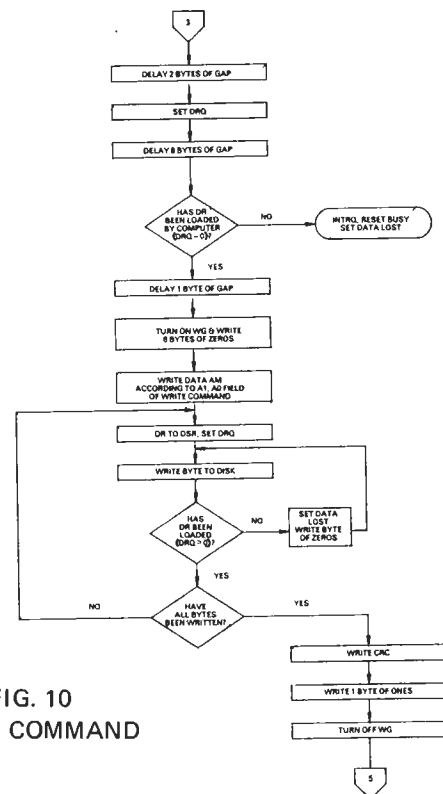 3
DELAY 2 BYTES OF GAP
SET DRQ
DELAY 8 BYTES OF GAP
HAS DR
BEEN LOADED
BY COMPUTER
(DRQ = 0)?
NO
INTRQ, RESET BUSY
SET DATA LOST
YES
DELAY 1 BYTE OF GAP
TURN ON WG & WRITE
6 BYTES OF ZEROS
WRITE DATA AM
ACCORDING TO A1, A0 FIELD
OF WRITE COMMAND
DR TO DSR, SET DRQ
WRITE BYTE TO DISK
HAS
DR BEEN
LOADED
(DRQ = 0)?
NO
SET DATA
LOST
WRITE BYTE
OF ZEROS
YES
HAVE
ALL BYTES
BEEN WRITTEN?
NO
YES
WRITE CRC
WRITE 1 BYTE OF ONES
TURN OFF WG
5
FIG. 10
COMMAND